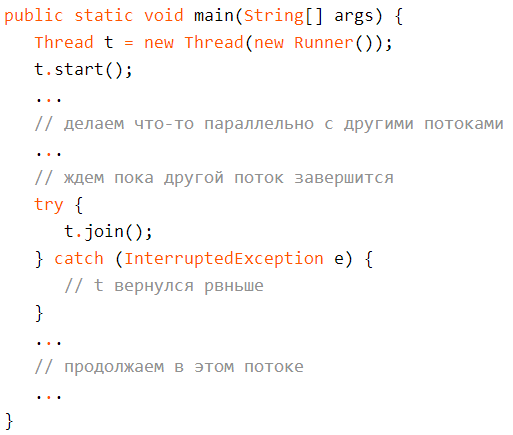 public static void main(String[] args) {
Thread t = new Thread(new Runner());
t.start();
...
// делаем что-то параллельно с другими потоками
...
// ждем пока другой поток завершится
try {
t.join();
} catch (InterruptedException e) {
// t вернулся рвньше
}
...
// продолжаем в этом потоке
...
}